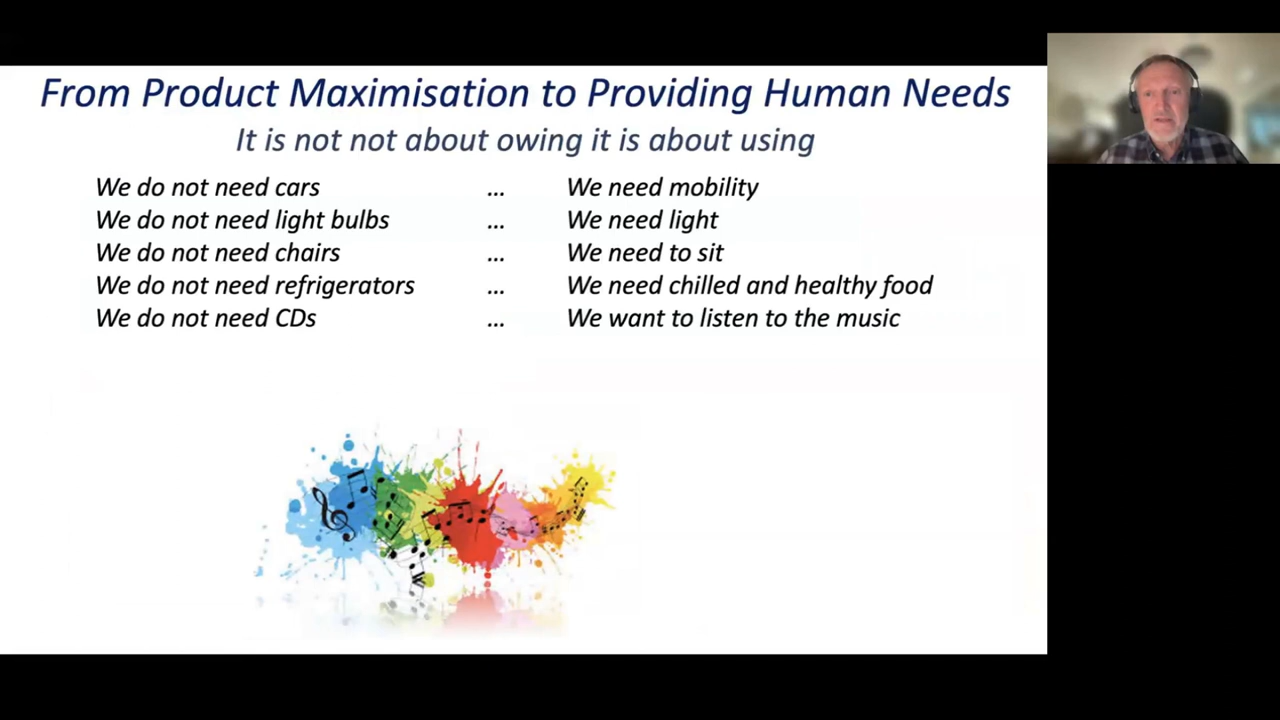 From Product Maximisation to Providing Human Needs
It is not not about owing it is about using
We do not need cars ... We need mobility
We do not need light bulbs ... We need light
We do not need chairs ... We need to sit
We do not need refrigerators ... We need chilled and healthy food
We do not need CDs ... We want to listen to the music